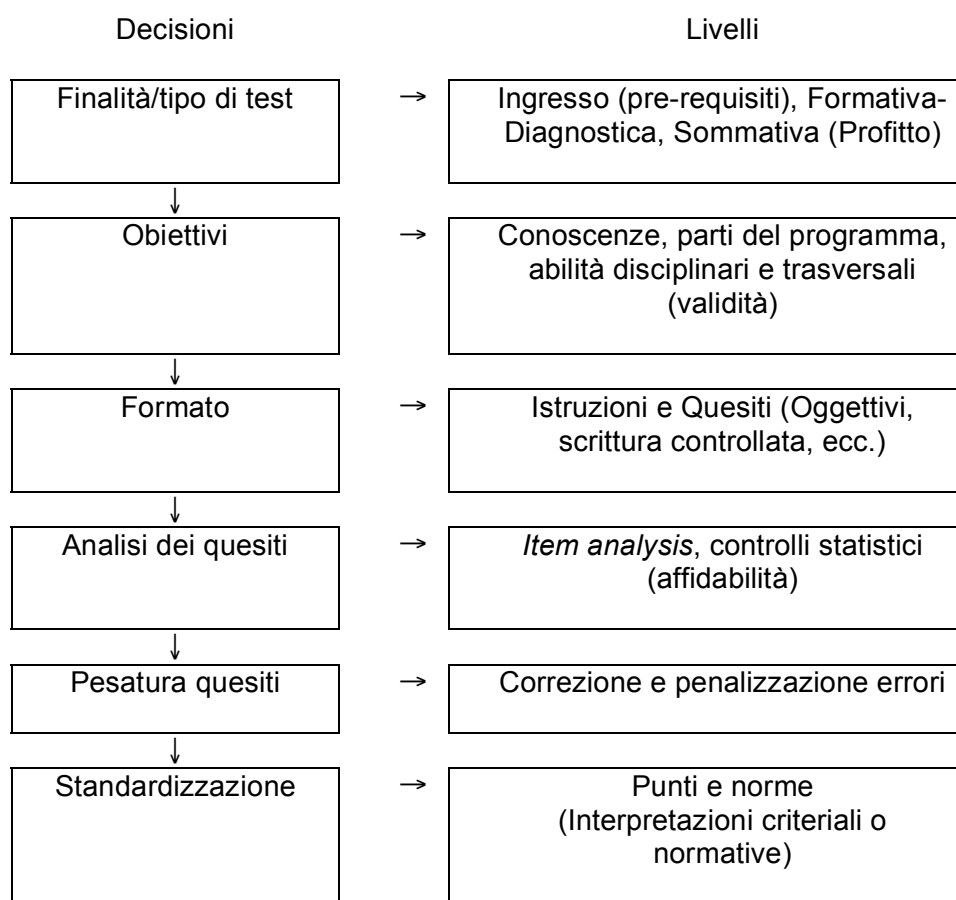 Decisioni
Livelli
Finalità/tipo di test
→
Ingresso (pre-requisiti), Formativa-
Diagnostica, Sommativa (Profitto)
↓
Obiettivi
→
Conoscenze, parti del programma,
abilità disciplinari e trasversali
(validità)
↓
Formato
→
Istruzioni e Quesiti (Oggettivi,
scrittura controllata, ecc.)
↓
Analisi dei quesiti
→
Item analysis, controlli statistici
(affidabilità)
↓
Pesatura quesiti
→
Correzione e penalizzazione errori
↓
Standardizzazione
→
Punti e norme
(Interpretazioni criteriali o
normative)